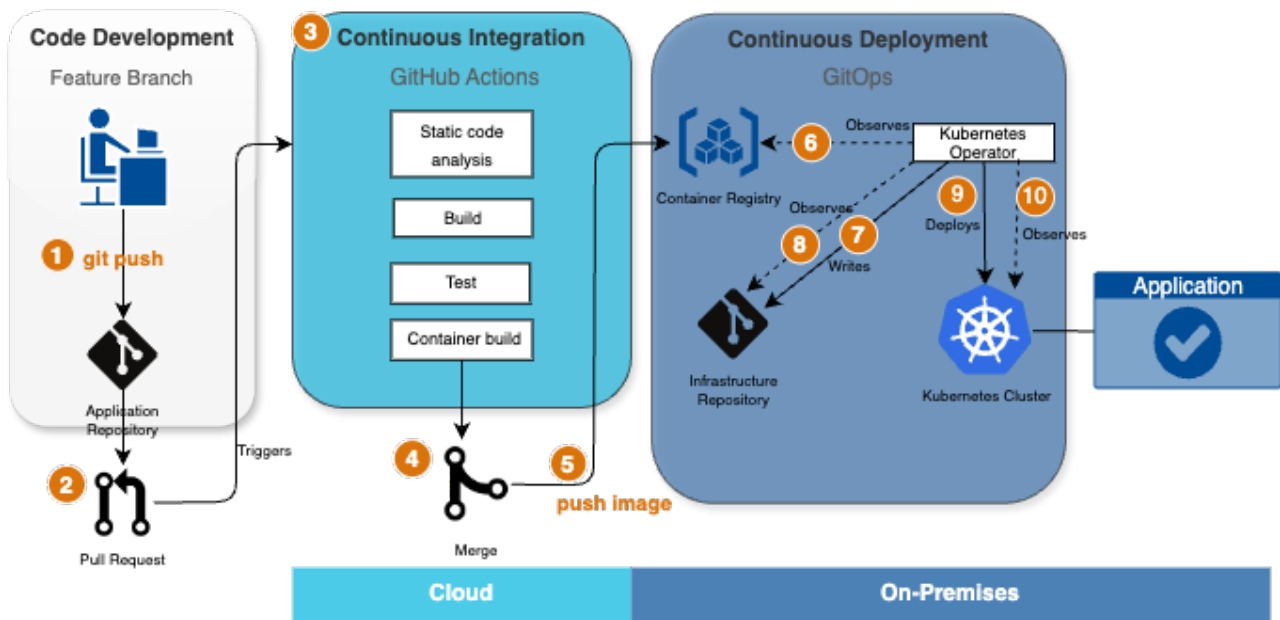 Code Development
Feature Branch
1 git push
Application
Repository
2
Pull Request
Triggers
3 Continuous Integration
GitHub Actions
Static code
analysis
Build
Test
Container build
4
Merge
5
push image
Continuous Deployment
GitOps
Container Registry
6
Observes
Kubernetes
Operator
Observes
8
7
Writes
9
Deploys
10
Observes
Infrastructure
Repository
Kubernetes Cluster
Application
Cloud
On-Premises